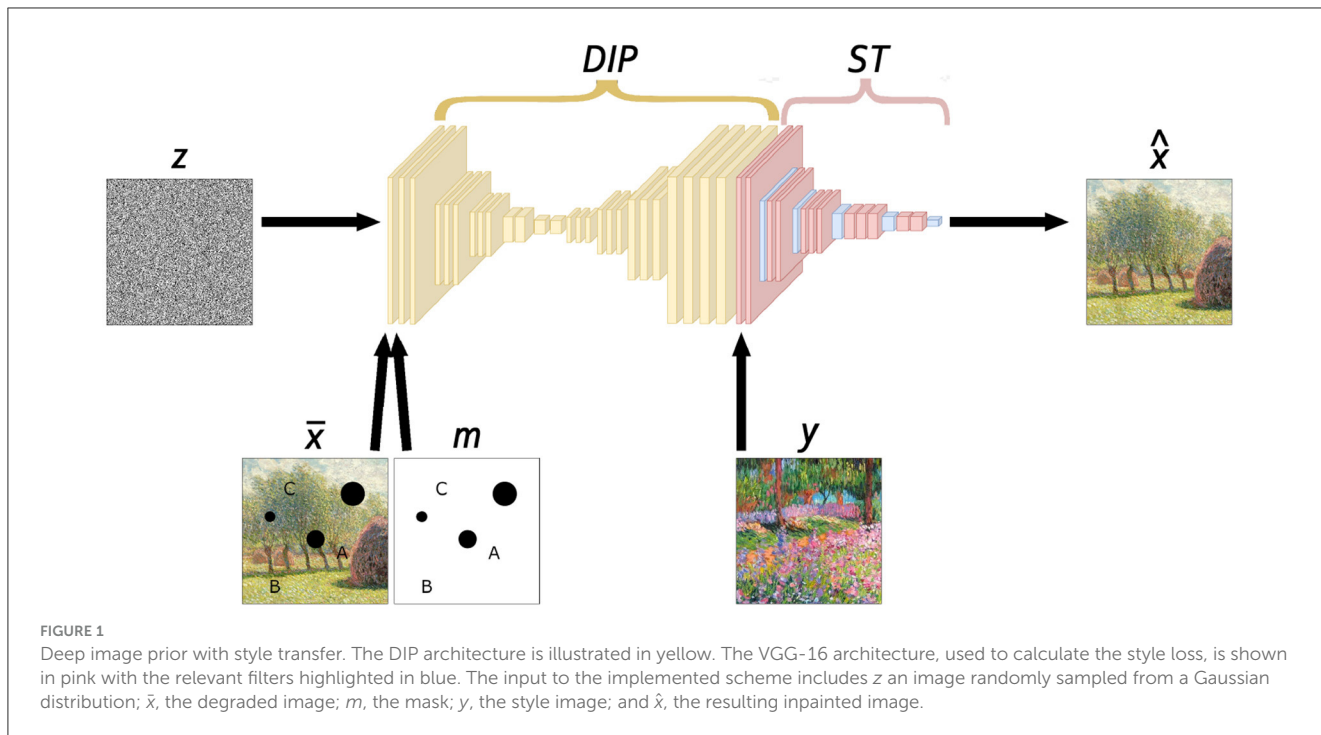 DIP
ST
z
x̂
x̄
m
y
C
A
B
C
A
B
FIGURE 1
Deep image prior with style transfer. The DIP architecture is illustrated in yellow. The VGG-16 architecture, used to calculate the style loss, is shown
in pink with the relevant filters highlighted in blue. The input to the implemented scheme includes z an image randomly sampled from a Gaussian
distribution; x̄, the degraded image; m, the mask; y, the style image; and x̂, the resulting inpainted image.